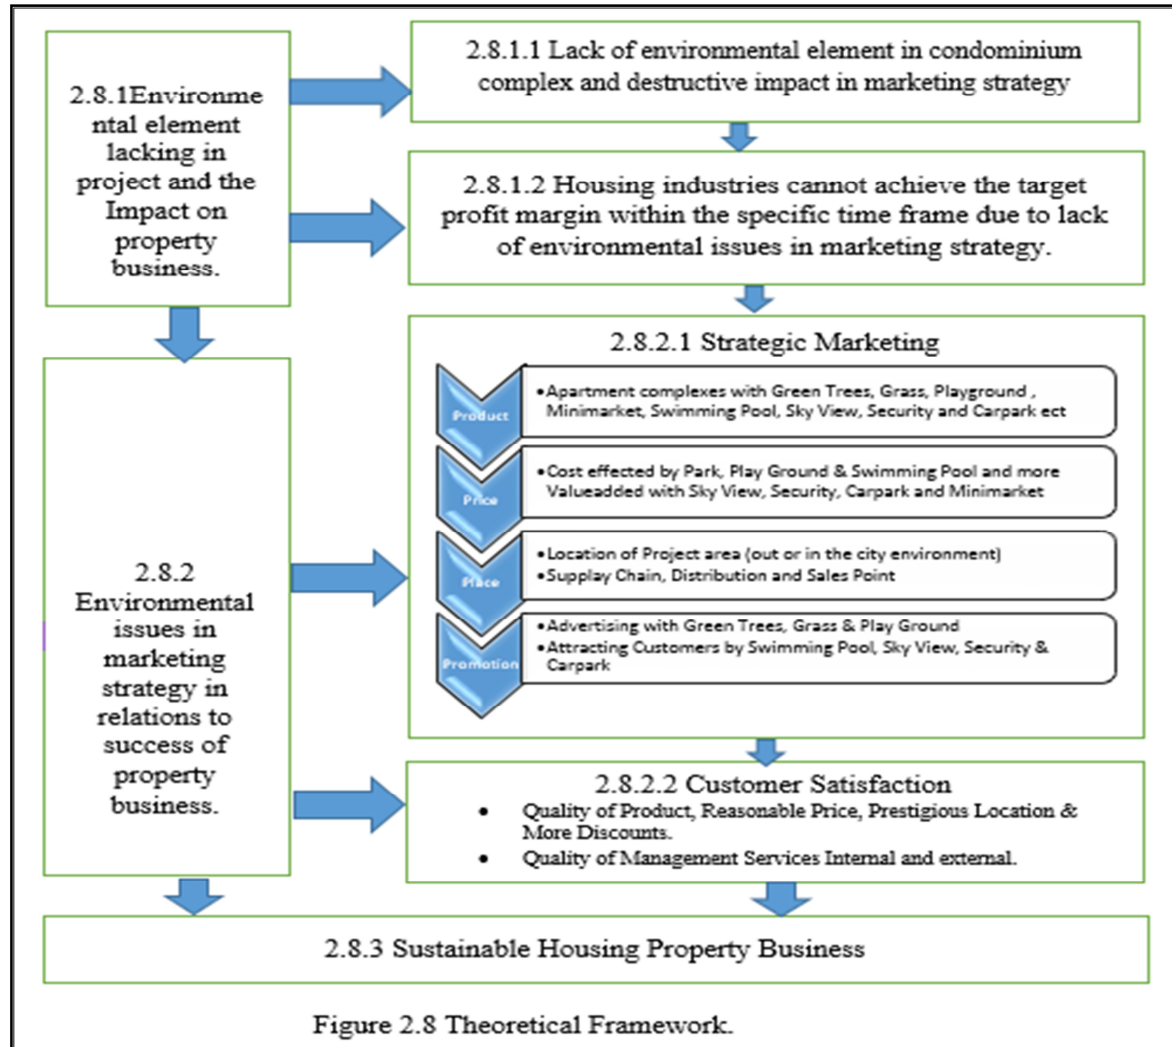 2.8.1Environme
ntal element
lacking in
project and the
Impact on
property
business.
2.8.1.1 Lack of environmental element in condominium
complex and destructive impact in marketing strategy
2.8.1.2 Housing industries cannot achieve the target
profit margin within the specific time frame due to lack
of environmental issues in marketing strategy.
2.8.2
Environmental
issues in
marketing
strategy in
relations to
success of
property
business.
2.8.2.1 Strategic Marketing
Product
•Apartment complexes with Green Trees, Grass, Playground ,
Minimarket, Swimming Pool, Sky View, Security and Carpark ect
Price
•Cost effected by Park, Play Ground & Swimming Pool and more
Valueadded with Sky View, Security, Carpark and Minimarket
Place
•Location of Project area (out or in the city environment)
•Supplay Chain, Distribution and Sales Point
Promotion
•Advertising with Green Trees, Grass & Play Ground
•Attracting Customers by Swimming Pool, Sky View, Security &
Carpark
2.8.2.2 Customer Satisfaction
• Quality of Product, Reasonable Price, Prestigious Location &
More Discounts.
• Quality of Management Services Internal and external.
2.8.3 Sustainable Housing Property Business
Figure 2.8 Theoretical Framework.